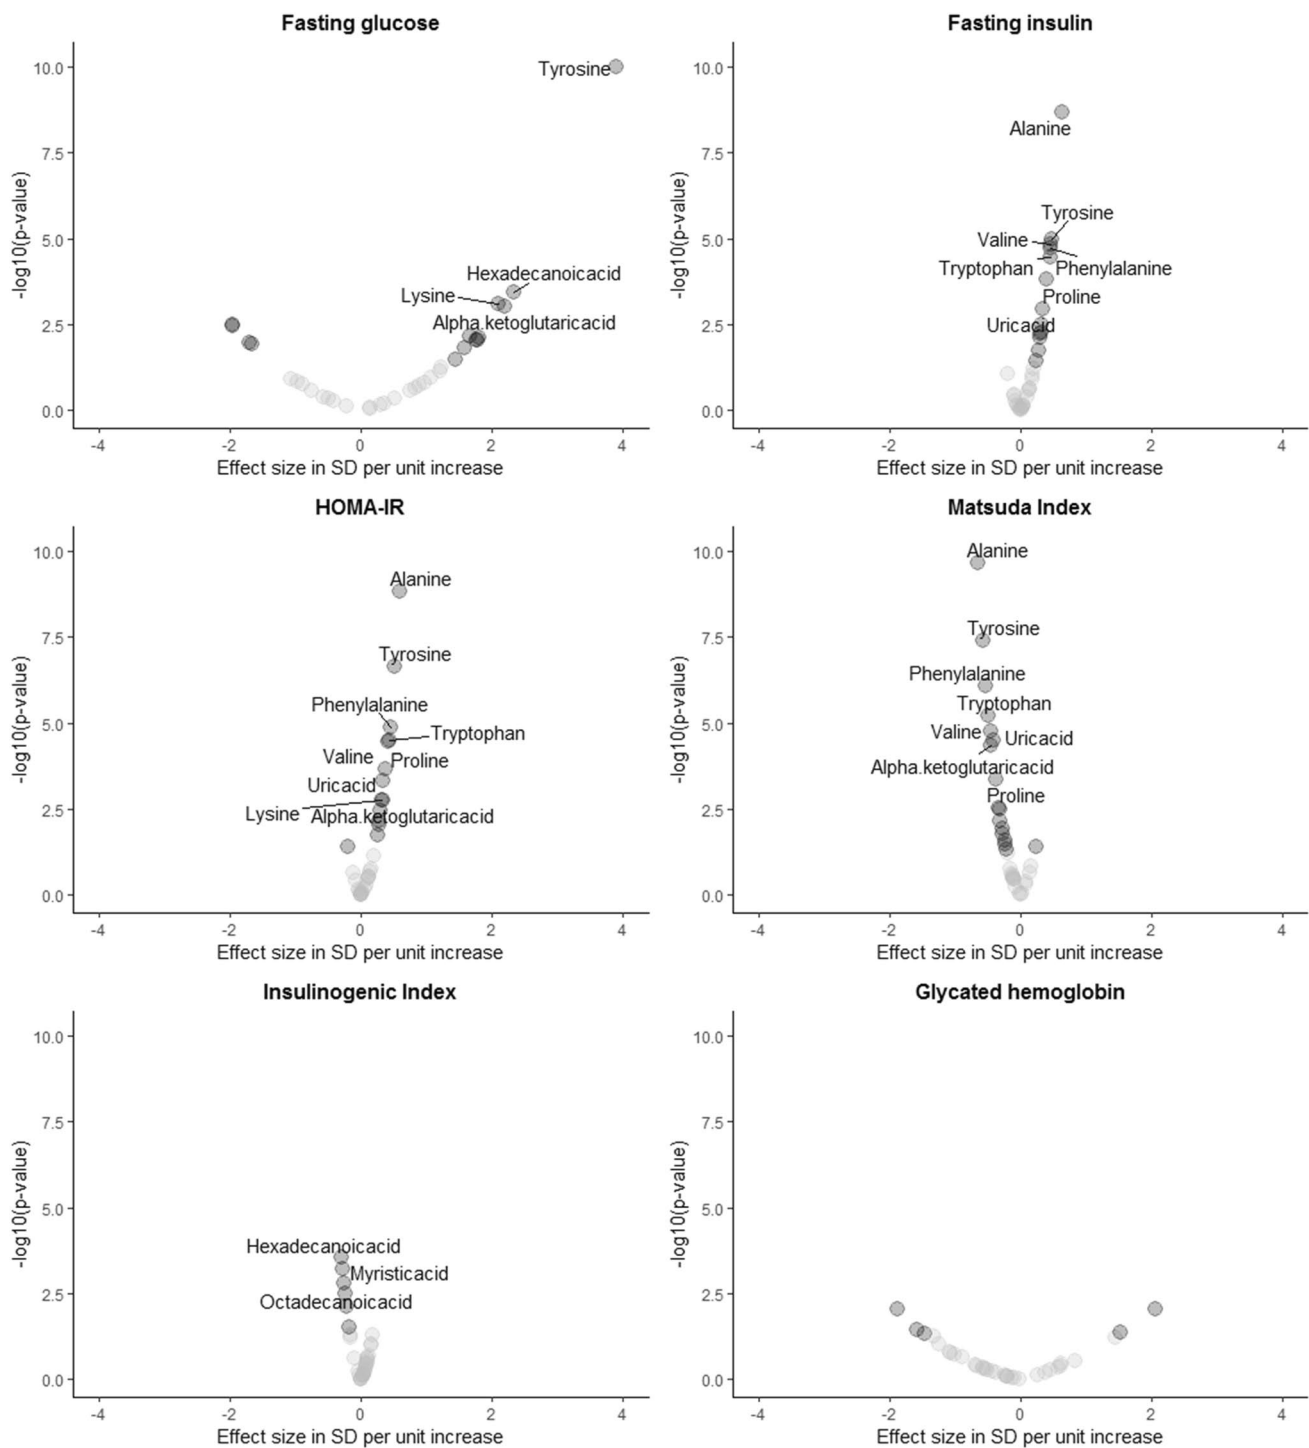 Fasting glucose
-log10(p-value)
10.0
7.5
5.0
2.5
0.0
Tyrosine
Hexadecanoicacid
Lysine
Alpha.ketoglutaricacid
-4 -2 0 2 4
Effect size in SD per unit increase
Fasting insulin
-log10(p-value)
10.0
7.5
5.0
2.5
0.0
Alanine
Tyrosine
Valine
Tryptophan
Phenylalanine
Proline
Uricacid
-4 -2 0 2 4
Effect size in SD per unit increase
HOMA-IR
-log10(p-value)
10.0
7.5
5.0
2.5
0.0
Alanine
Tyrosine
Phenylalanine
Tryptophan
Valine
Proline
Uricacid
Lysine
Alpha.ketoglutaricacid
-4 -2 0 2 4
Effect size in SD per unit increase
Matsuda Index
-log10(p-value)
10.0
7.5
5.0
2.5
0.0
Alanine
Tyrosine
Phenylalanine
Tryptophan
Valine
Uricacid
Alpha.ketoglutaricacid
Proline
-4 -2 0 2 4
Effect size in SD per unit increase
Insulinogenic Index
-log10(p-value)
10.0
7.5
5.0
2.5
0.0
Hexadecanoicacid
Myristicacid
Octadecanoicacid
-4 -2 0 2 4
Effect size in SD per unit increase
Glycated hemoglobin
-log10(p-value)
10.0
7.5
5.0
2.5
0.0
-4 -2 0 2 4
Effect size in SD per unit increase